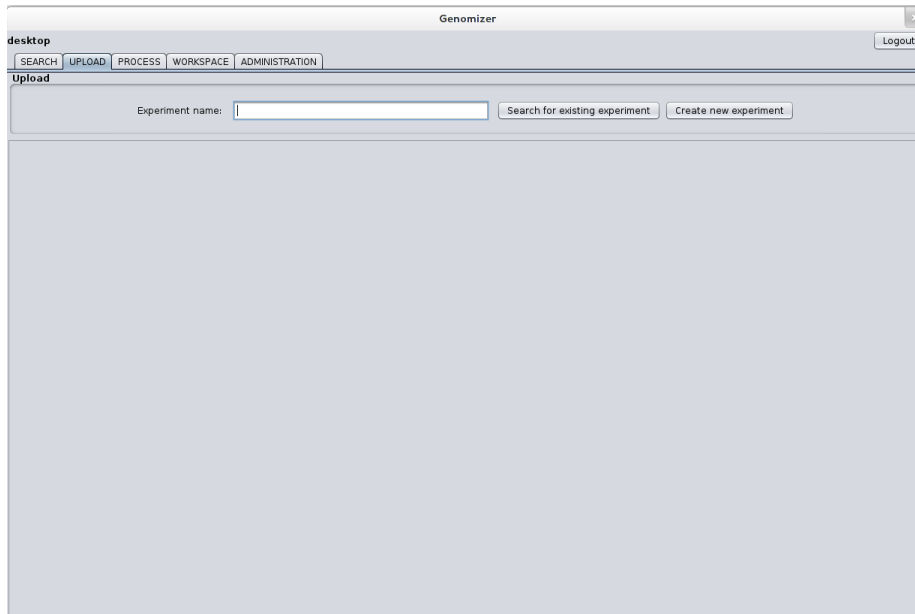 Genomizer
desktop Logout
SEARCH UPLOAD PROCESS WORKSPACE ADMINISTRATION
Upload
Experiment name: Search for existing experiment Create new experiment